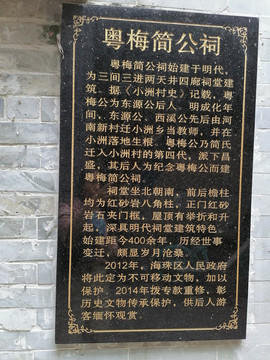 粤梅简公祠
粤梅简公祠始建于明代，
为三间三进两天井四廊祠堂建
筑。据《小洲村史》记载，粤
梅公为东源公后人。明成化年
间，东源公、西溪公先后由河
南新村迁小洲乡当教师，并在
小洲落地生根。粤梅公乃简氏
迁入小洲村的第四代，派下昌
盛，其后人为纪念粤梅公而建
粤梅简公祠。
祠堂坐北朝南，前后檐柱
均为红砂岩八角柱，正门红砂
岩石夹门框，屋顶有举折和升
起，深具明代祠堂建筑特色。
始建距今400余年，历经世事
变迁，颇显岁月沧桑。
2012年，海珠区人民政府
将此定为不可移动文物，加以
保护。2014年拨专款重修，彰
历史文物传承保护，供后人游
客缅怀观赏。